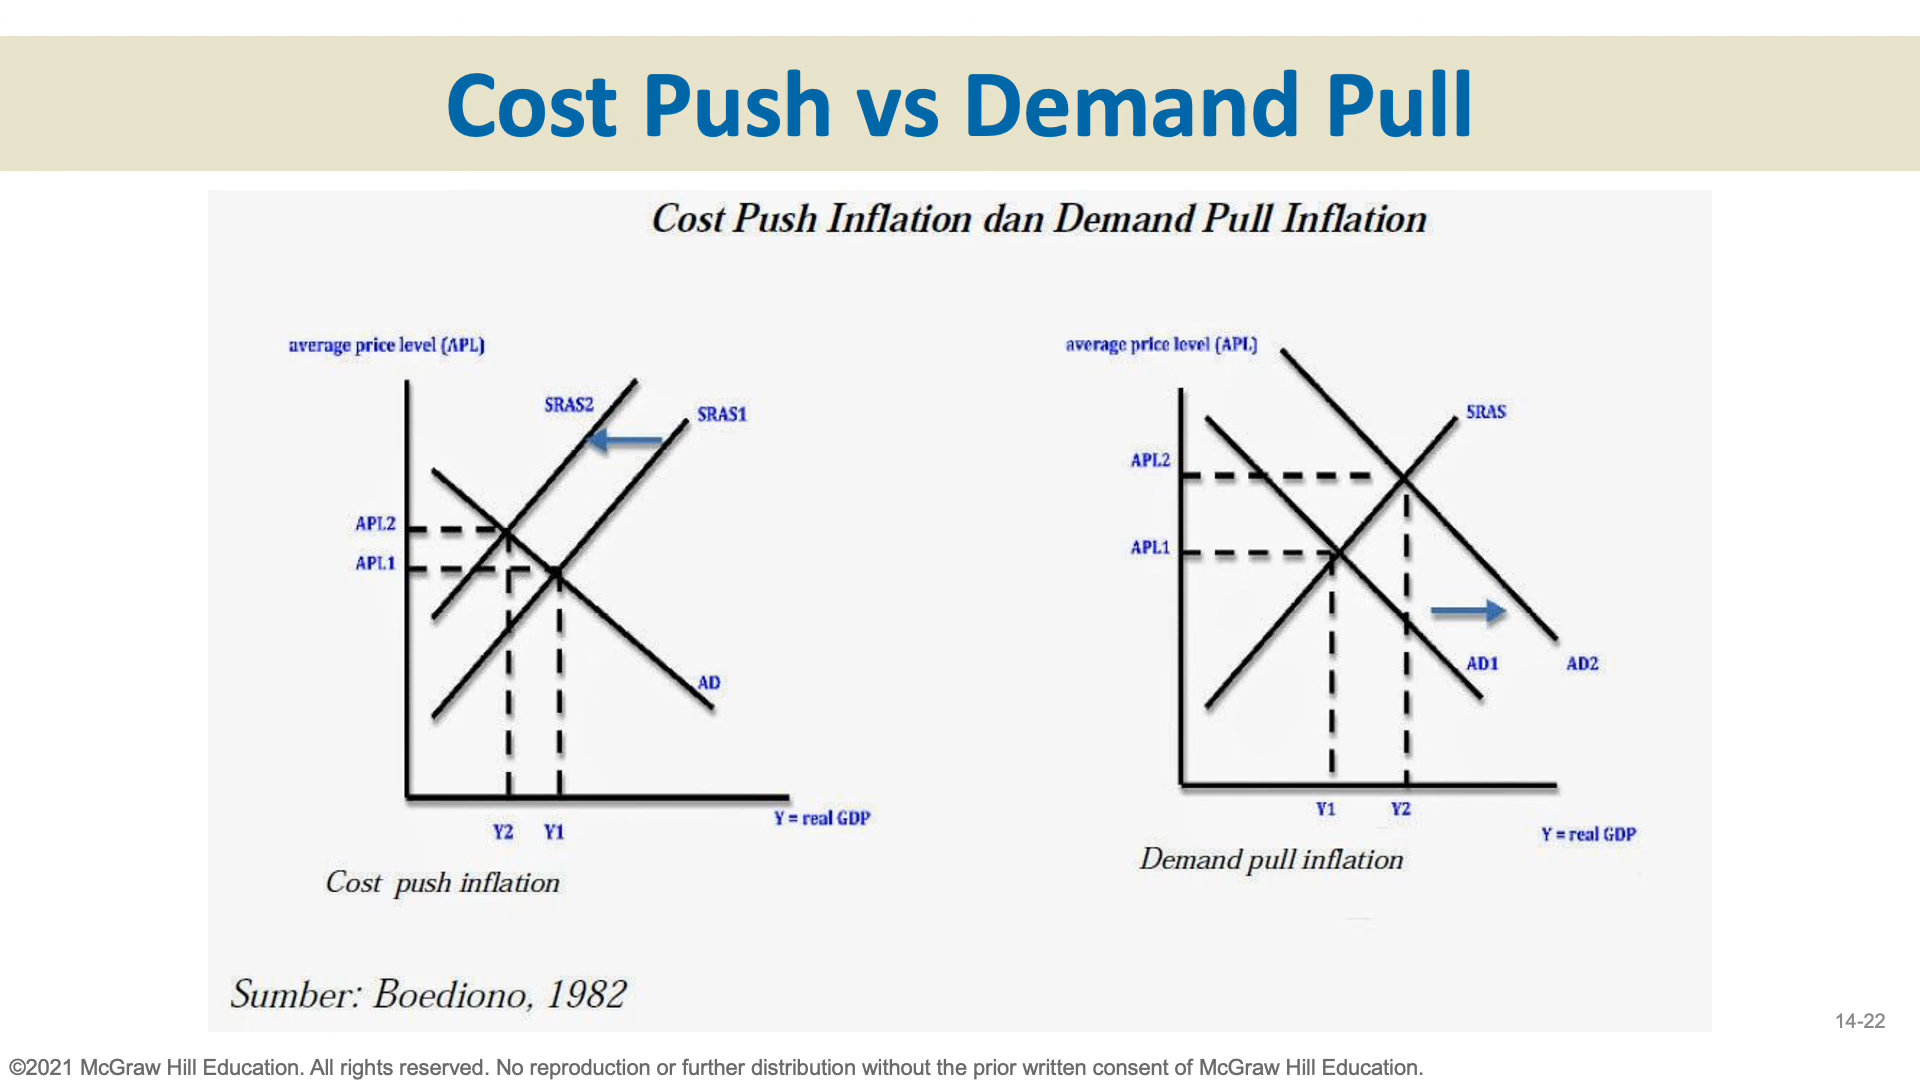 Cost Push vs Demand Pull
Cost Push Inflation dan Demand Pull Inflation
average price level (APL)
SRAS2
SRAS1
APL2
APL1
AD
Y2 Y1
Y = real GDP
Cost push inflation
average price level (APL)
SRAS
APL2
APL1
AD1
AD2
Y1 Y2
Y = real GDP
Demand pull inflation
Sumber: Boediono, 1982
14-22
©2021 McGraw Hill Education. All rights reserved. No reproduction or further distribution without the prior written consent of McGraw Hill Education.